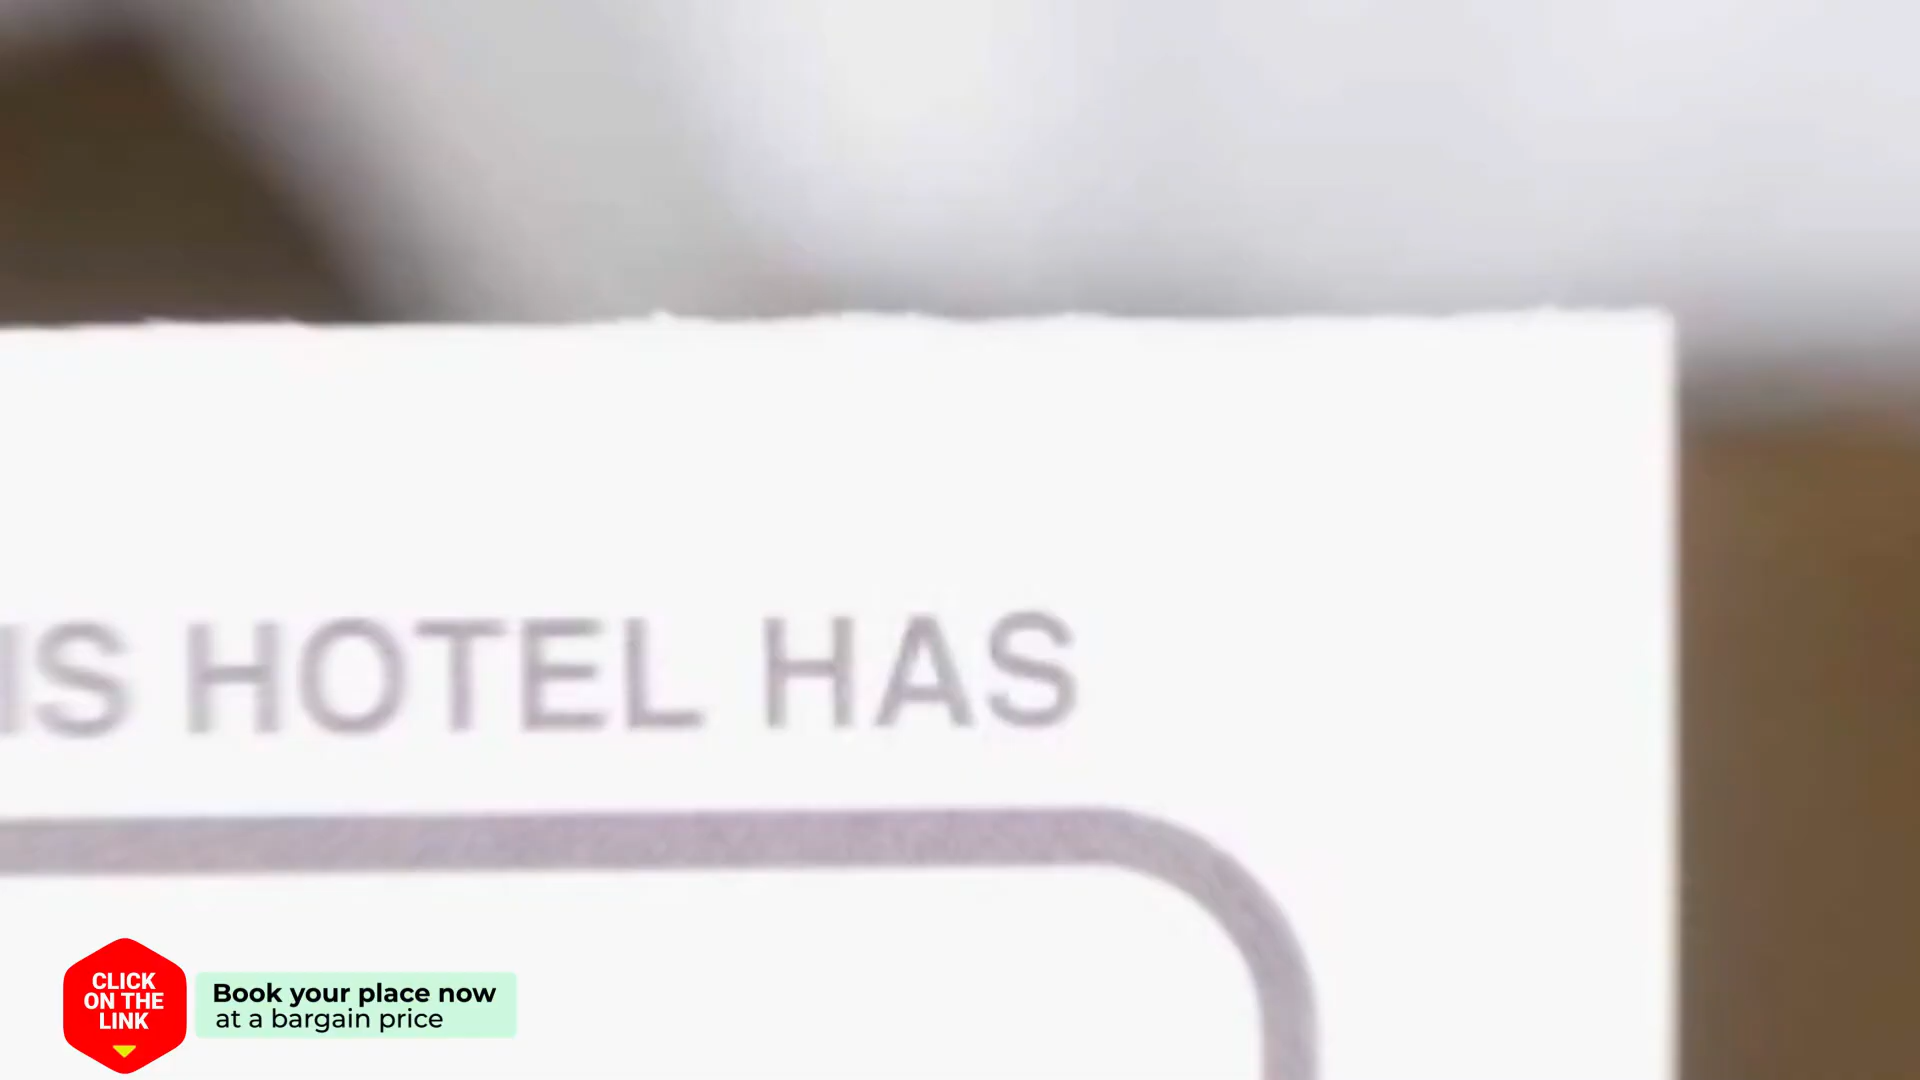 IS HOTEL HAS
CLICK
ON THE
LINK
Book your place now
at a bargain price